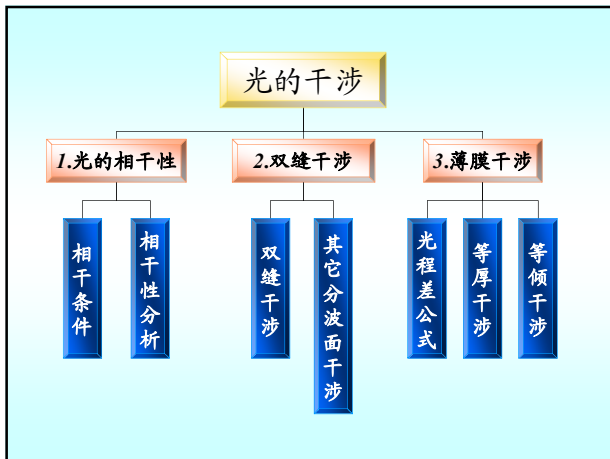 光的干涉
1.光的相干性
2.双缝干涉
3.薄膜干涉
相干条件
相干性分析
双缝干涉
其它分波面干涉
光程差公式
等厚干涉
等倾干涉